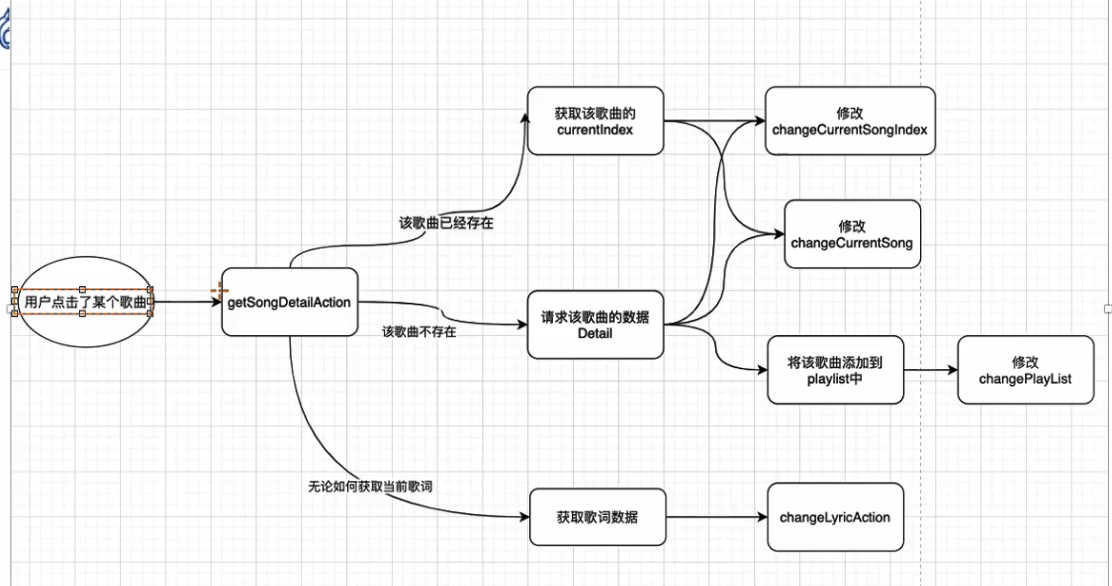 获取该歌曲的
currentIndex
修改
changeCurrentSongIndex
该歌曲已经存在
修改
changeCurrentSong
用户点击了某个歌曲
getSongDetailAction
该歌曲不存在
请求该歌曲的数据
Detail
将该歌曲添加到
playlist中
修改
changePlayList
无论如何获取当前歌词
获取歌词数据
changeLyricAction